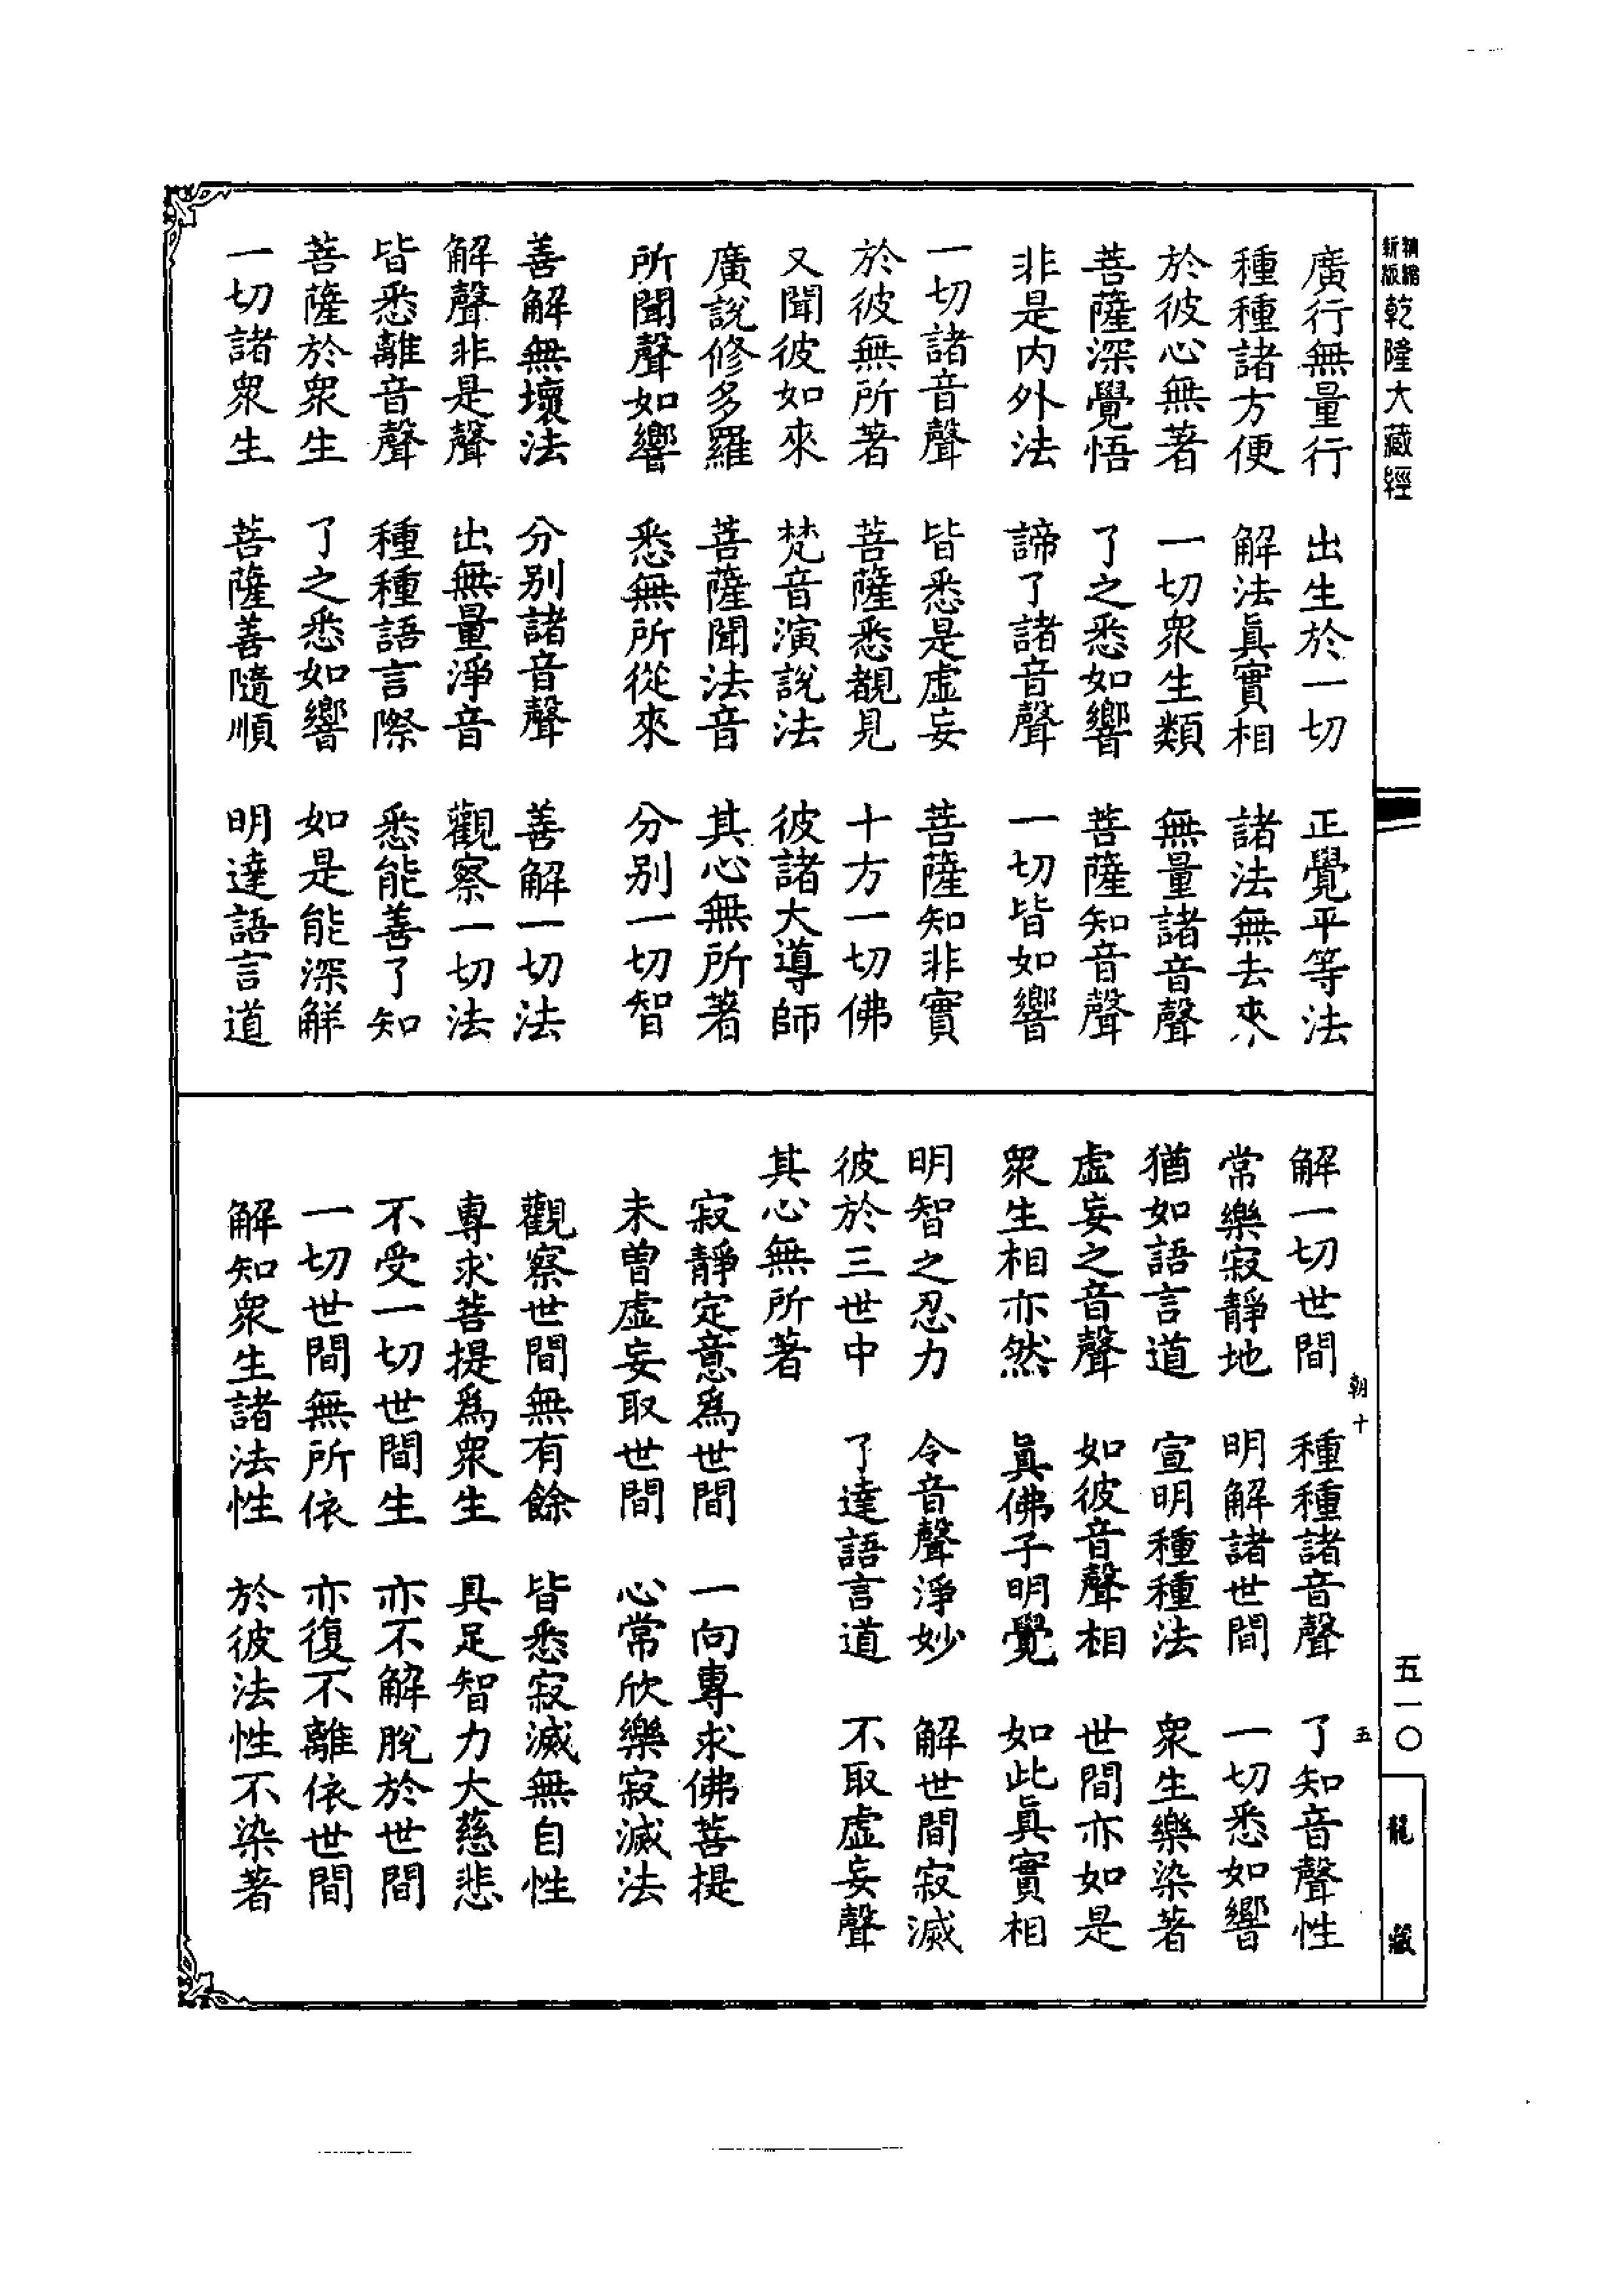 精縮新版乾隆大藏經
廣行無量行 出生於一切 正覺平等法
種種諸方便 解法眞實相 諸法無去來
於彼心無著 一切衆生類 無量諸音聲
菩薩深覺悟 了之悉如響 菩薩知音聲
非是内外法 諦了諸音聲 一切皆如響
一切諸音聲 皆悉是虛妄 菩薩知非實
於彼無所著 菩薩悉覩見 十方一切佛
又聞彼如來 梵音演說法 彼諸大導師
廣說修多羅 菩薩聞法音 其心無所著
所聞聲如響 悉無所從來 分别一切智
善解無壞法 分别諸音聲 善解一切法
解聲非是聲 出無量淨音 觀察一切法
皆悉離音聲 種種語言際 悉能善了知
菩薩於衆生 了之悉如響 如是能深解
一切諸衆生 菩薩善隨順 明達語言道
解一切世間 種種諸音聲 了知音聲性
常樂寂靜地 明解諸世間 一切悉如響
猶如語言道 宣明種種法 衆生樂染著
虛妄之音聲 如彼音聲相 世間亦如是
衆生相亦然 眞佛子明覺 如此眞實相
明智之忍力 令音聲淨妙 解世間寂滅
彼於三世中 了達語言道 不取虛妄聲
其心無所著
寂靜定意爲世間 一向專求佛菩提
未曾虛妄取世間 心常欣樂寂滅法
觀察世間無有餘 皆悉寂滅無自性
專求菩提爲衆生 具足智力大慈悲
不受一切世間生 亦不解脫於世間
一切世間無所依 亦復不離依世間
解知衆生諸法性 於彼法性不染著
朝十 五
五一〇
龍藏